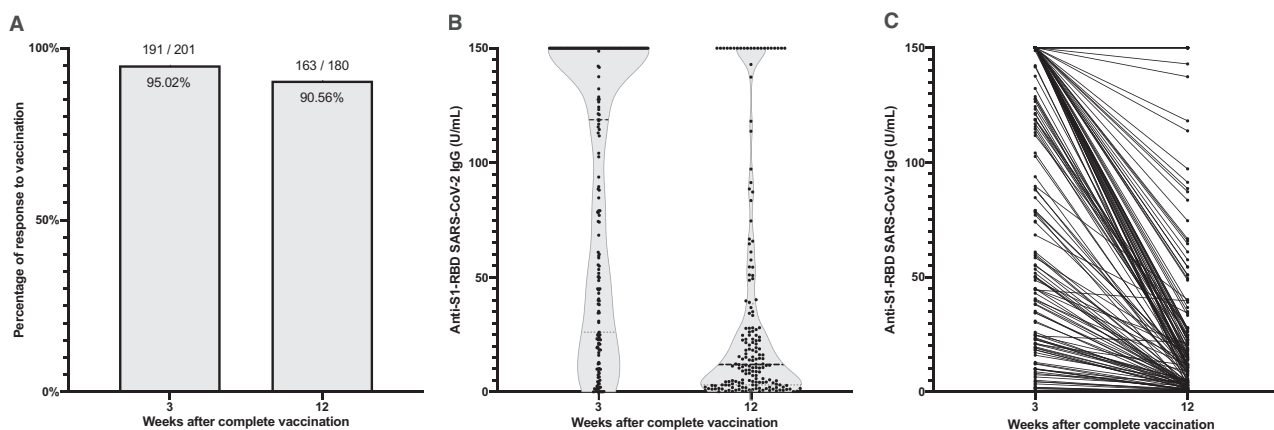 A
Percentage of response to vaccination
100%
50%
0%
191 / 201
95.02%
163 / 180
90.56%
3
12
Weeks after complete vaccination
B
Anti-S1-RBD SARS-CoV-2 IgG (U/mL)
150
100
50
0
3
12
Weeks after complete vaccination
C
Anti-S1-RBD SARS-CoV-2 IgG (U/mL)
150
100
50
0
3
12
Weeks after complete vaccination